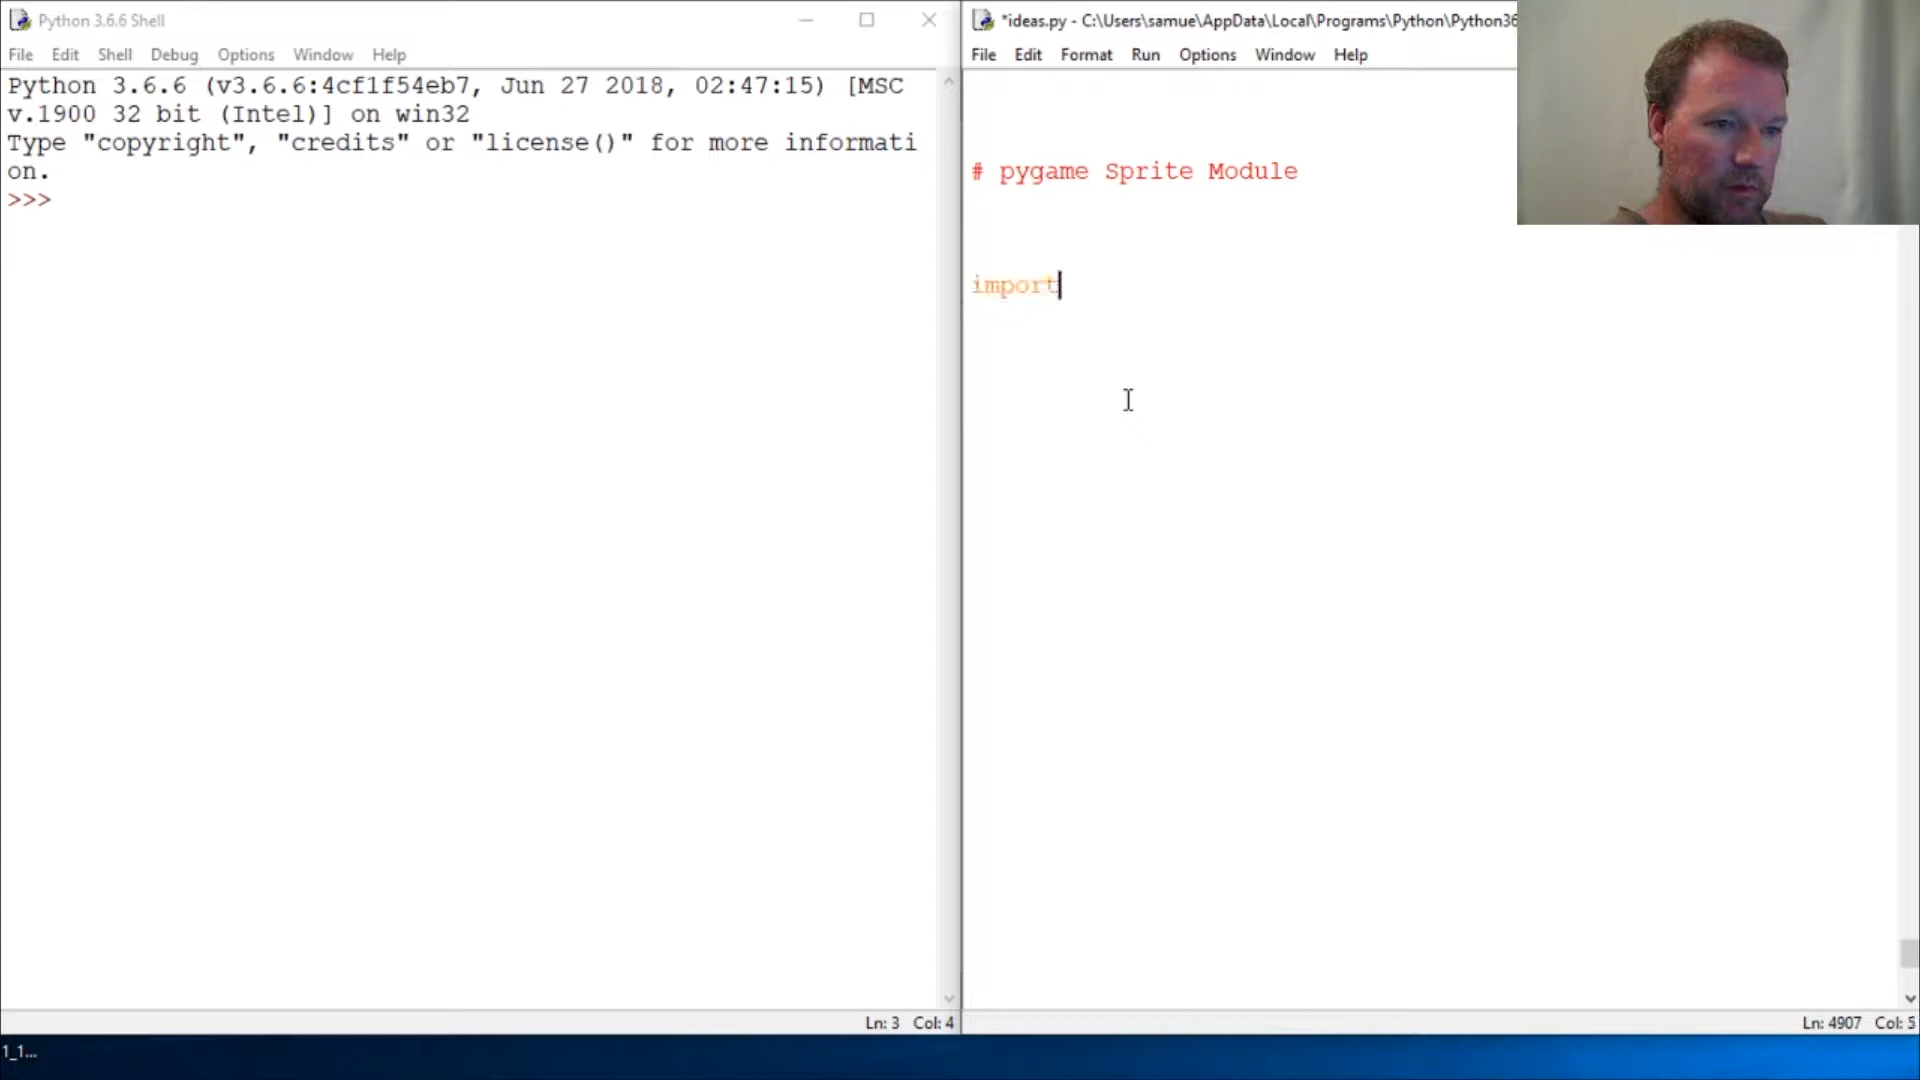 Python 3.6.6 Shell
File Edit Shell Debug Options Window Help
Python 3.6.6 (v3.6.6:4cf1f54eb7, Jun 27 2018, 02:47:15) [MSC
v.1900 32 bit (Intel)] on win32
Type "copyright", "credits" or "license()" for more informati
on.
>>>
Ln: 3 Col: 4
*ideas.py - C:\Users\samue\AppData\Local\Programs\Python\Python36
File Edit Format Run Options Window Help
# pygame Sprite Module
import
Ln: 4907 Col: 5
1_1...